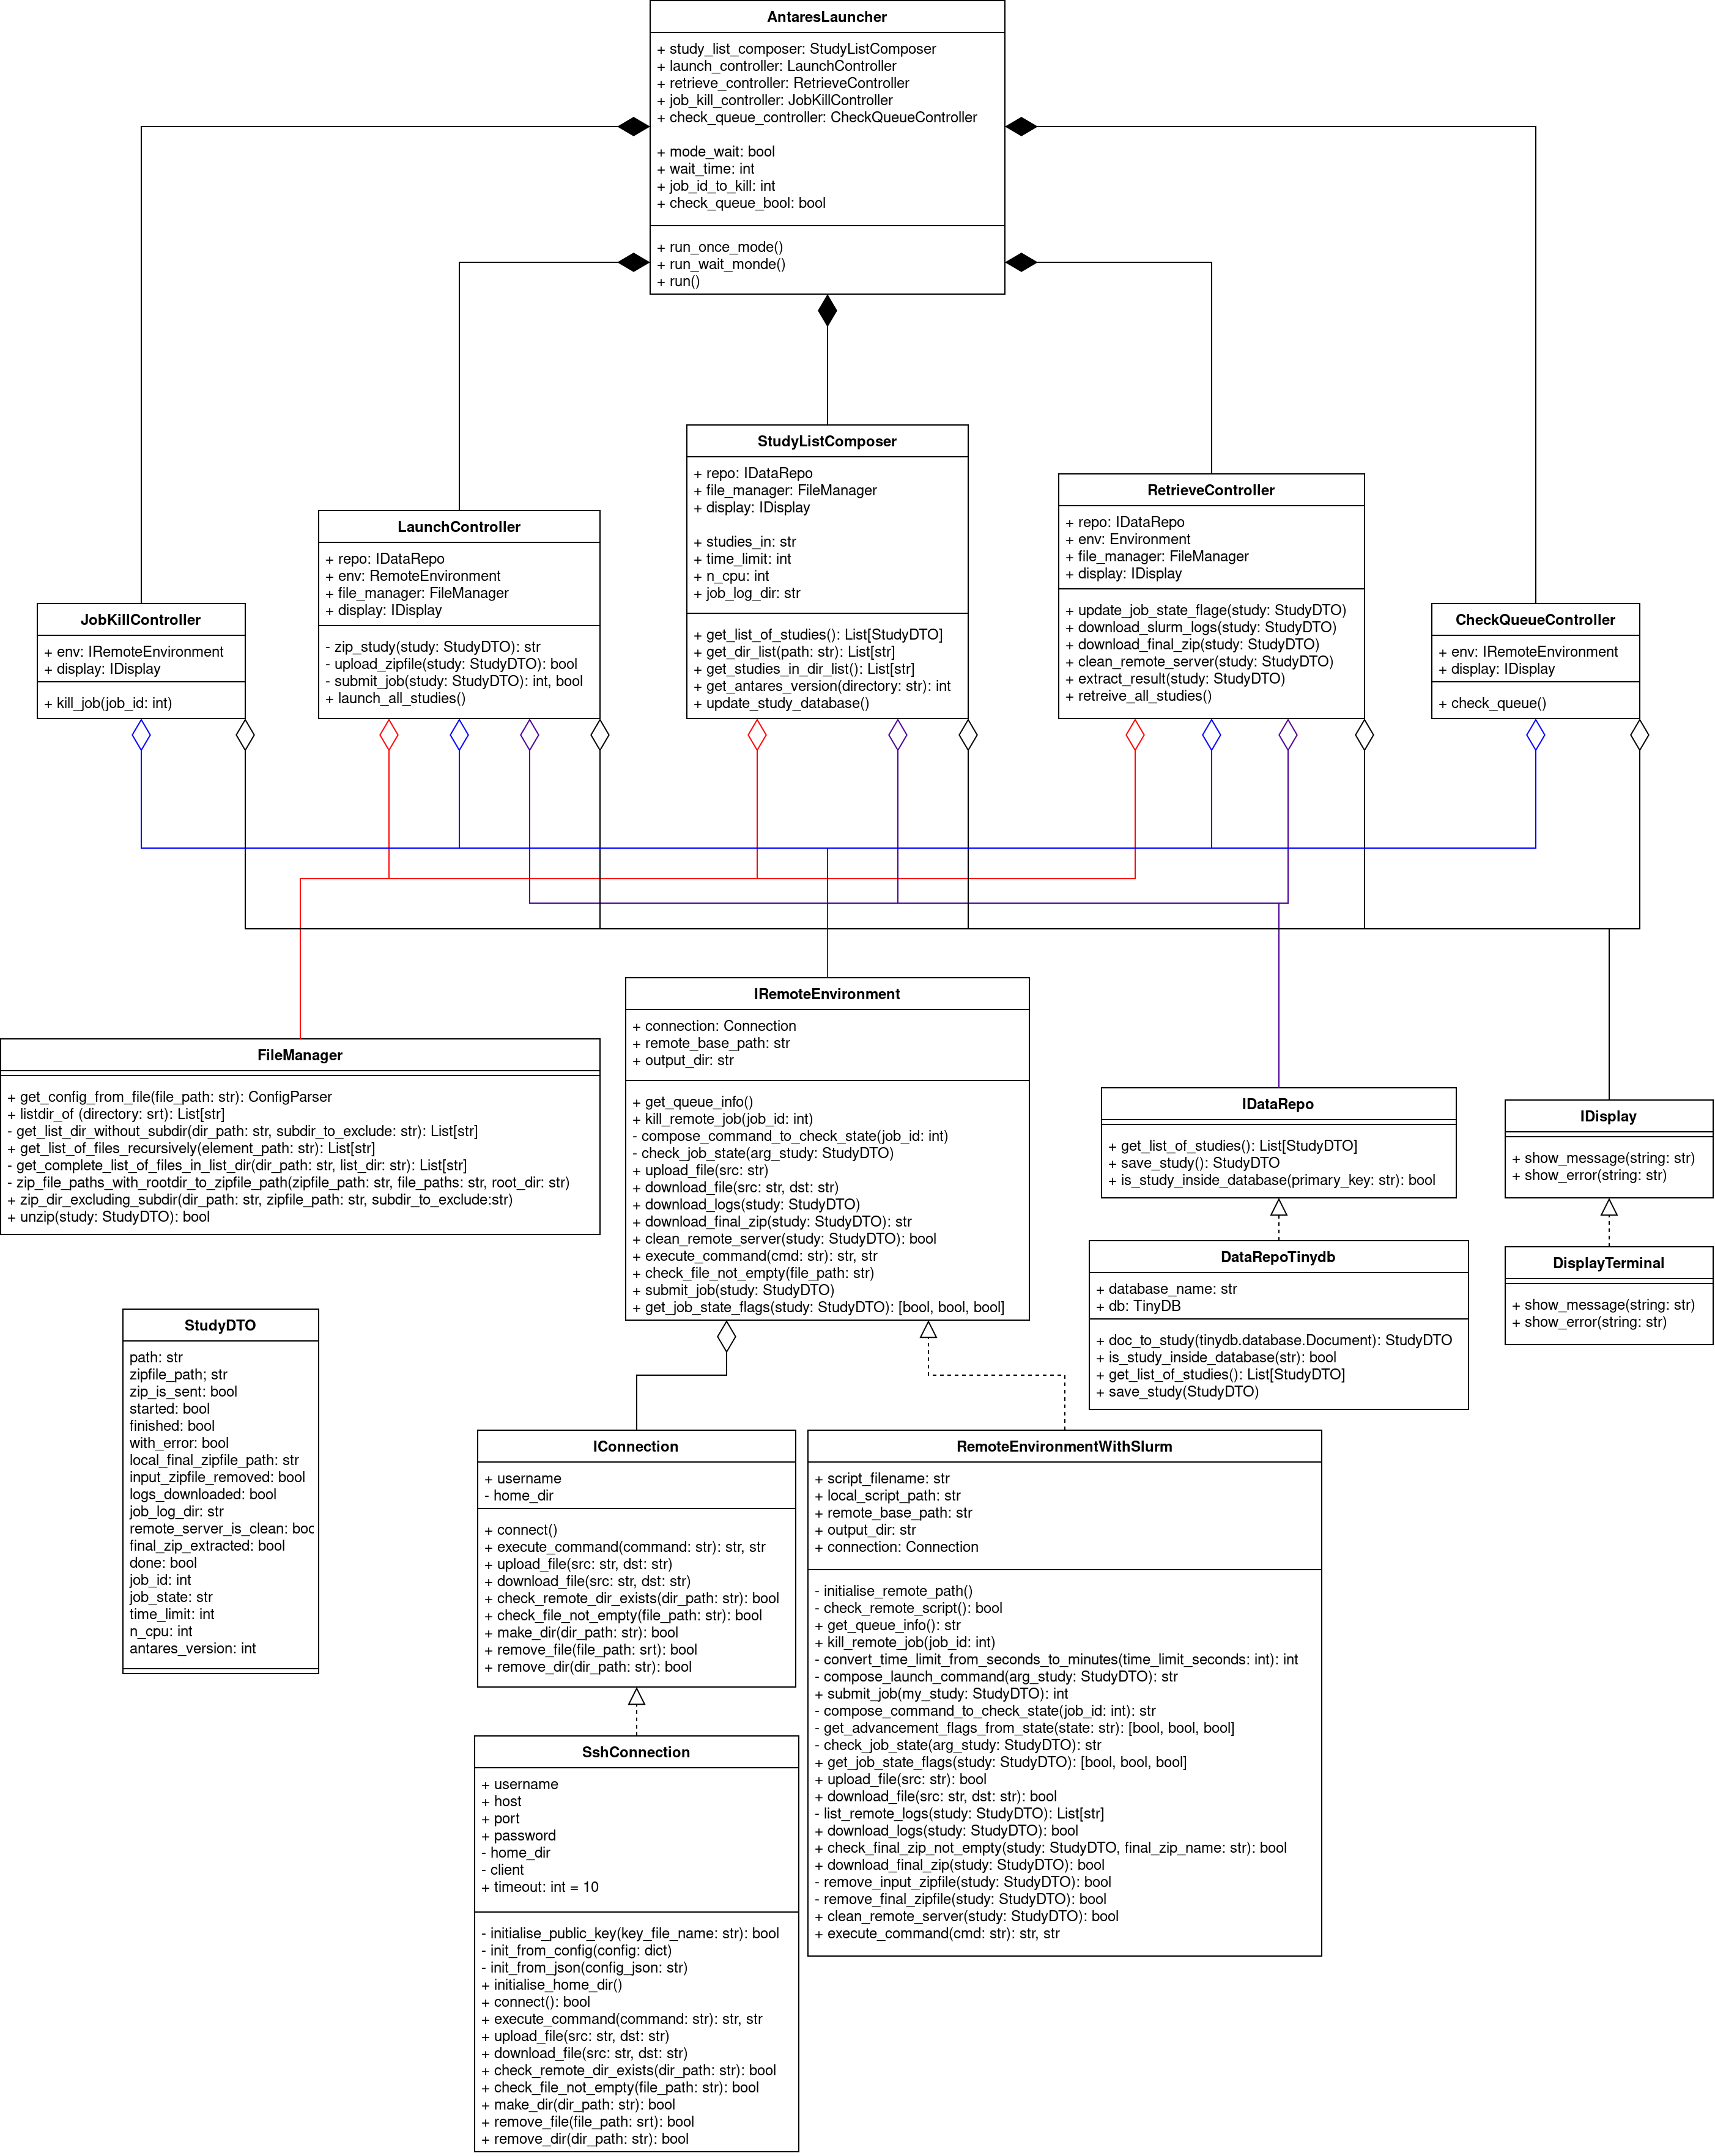 AntaresLauncher
+ study_list_composer: StudyListComposer
+ launch_controller: LaunchController
+ retrieve_controller: RetrieveController
+ job_kill_controller: JobKillController
+ check_queue_controller: CheckQueueController
+ mode_wait: bool
+ wait_time: int
+ job_id_to_kill: int
+ check_queue_bool: bool
+ run_once_mode()
+ run_wait_monde()
+ run()
JobKillController
+ env: IRemoteEnvironment
+ display: IDisplay
+ kill_job(job_id: int)
LaunchController
+ repo: IDataRepo
+ env: RemoteEnvironment
+ file_manager: FileManager
+ display: IDisplay
- zip_study(study: StudyDTO): str
- upload_zipfile(study: StudyDTO): bool
- submit_job(study: StudyDTO): int, bool
+ launch_all_studies()
StudyListComposer
+ repo: IDataRepo
+ file_manager: FileManager
+ display: IDisplay
+ studies_in: str
+ time_limit: int
+ n_cpu: int
+ job_log_dir: str
+ get_list_of_studies(): List[StudyDTO]
+ get_dir_list(path: str): List[str]
+ get_studies_in_dir_list(): List[str]
+ get_antares_version(directory: str): int
+ update_study_database()
RetrieveController
+ repo: IDataRepo
+ env: Environment
+ file_manager: FileManager
+ display: IDisplay
+ update_job_state_flage(study: StudyDTO)
+ download_slurm_logs(study: StudyDTO)
+ download_final_zip(study: StudyDTO)
+ clean_remote_server(study: StudyDTO)
+ extract_result(study: StudyDTO)
+ retreive_all_studies()
CheckQueueController
+ env: IRemoteEnvironment
+ display: IDisplay
+ check_queue()
FileManager
+ get_config_from_file(file_path: str): ConfigParser
+ listdir_of (directory: srt): List[str]
- get_list_dir_without_subdir(dir_path: str, subdir_to_exclude: str): List[str]
+ get_list_of_files_recursively(element_path: str): List[str]
- get_complete_list_of_files_in_list_dir(dir_path: str, list_dir: str): List[str]
- zip_file_paths_with_rootdir_to_zipfile_path(zipfile_path: str, file_paths: str, root_dir: str)
+ zip_dir_excluding_subdir(dir_path: str, zipfile_path: str, subdir_to_exclude:str)
+ unzip(study: StudyDTO): bool
IRemoteEnvironment
+ connection: Connection
+ remote_base_path: str
+ output_dir: str
+ get_queue_info()
+ kill_remote_job(job_id: int)
- compose_command_to_check_state(job_id: int)
- check_job_state(arg_study: StudyDTO)
+ upload_file(src: str)
+ download_file(src: str, dst: str)
+ download_logs(study: StudyDTO)
+ download_final_zip(study: StudyDTO): str
+ clean_remote_server(study: StudyDTO): bool
+ execute_command(cmd: str): str, str
+ check_file_not_empty(file_path: str)
+ submit_job(study: StudyDTO)
+ get_job_state_flags(study: StudyDTO): [bool, bool, bool]
IDataRepo
+ get_list_of_studies(): List[StudyDTO]
+ save_study(): StudyDTO
+ is_study_inside_database(primary_key: str): bool
IDisplay
+ show_message(string: str)
+ show_error(string: str)
DataRepoTinydb
+ database_name: str
+ db: TinyDB
+ doc_to_study(tinydb.database.Document): StudyDTO
+ is_study_inside_database(str): bool
+ get_list_of_studies(): List[StudyDTO]
+ save_study(StudyDTO)
DisplayTerminal
+ show_message(string: str)
+ show_error(string: str)
StudyDTO
path: str
zipfile_path; str
zip_is_sent: bool
started: bool
finished: bool
with_error: bool
local_final_zipfile_path: str
input_zipfile_removed: bool
logs_downloaded: bool
job_log_dir: str
remote_server_is_clean: boo
final_zip_extracted: bool
done: bool
job_id: int
job_state: str
time_limit: int
n_cpu: int
antares_version: int
IConnection
+ username
- home_dir
+ connect()
+ execute_command(command: str): str, str
+ upload_file(src: str, dst: str)
+ download_file(src: str, dst: str)
+ check_remote_dir_exists(dir_path: str): bool
+ check_file_not_empty(file_path: str): bool
+ make_dir(dir_path: str): bool
+ remove_file(file_path: srt): bool
+ remove_dir(dir_path: str): bool
RemoteEnvironmentWithSlurm
+ script_filename: str
+ local_script_path: str
+ remote_base_path: str
+ output_dir: str
+ connection: Connection
- initialise_remote_path()
- check_remote_script(): bool
+ get_queue_info(): str
+ kill_remote_job(job_id: int)
- convert_time_limit_from_seconds_to_minutes(time_limit_seconds: int): int
- compose_launch_command(arg_study: StudyDTO): str
+ submit_job(my_study: StudyDTO): int
- compose_command_to_check_state(job_id: int): str
- get_advancement_flags_from_state(state: str): [bool, bool, bool]
- check_job_state(arg_study: StudyDTO): str
+ get_job_state_flags(study: StudyDTO): [bool, bool, bool]
+ upload_file(src: str): bool
+ download_file(src: str, dst: str): bool
- list_remote_logs(study: StudyDTO): List[str]
+ download_logs(study: StudyDTO): bool
+ check_final_zip_not_empty(study: StudyDTO, final_zip_name: str): bool
+ download_final_zip(study: StudyDTO): bool
- remove_input_zipfile(study: StudyDTO): bool
- remove_final_zipfile(study: StudyDTO): bool
+ clean_remote_server(study: StudyDTO): bool
+ execute_command(cmd: str): str, str
SshConnection
+ username
+ host
+ port
+ password
- home_dir
- client
+ timeout: int = 10
- initialise_public_key(key_file_name: str): bool
- init_from_config(config: dict)
- init_from_json(config_json: str)
+ initialise_home_dir()
+ connect(): bool
+ execute_command(command: str): str, str
+ upload_file(src: str, dst: str)
+ download_file(src: str, dst: str)
+ check_remote_dir_exists(dir_path: str): bool
+ check_file_not_empty(file_path: str): bool
+ make_dir(dir_path: str): bool
+ remove_file(file_path: srt): bool
+ remove_dir(dir_path: str): bool